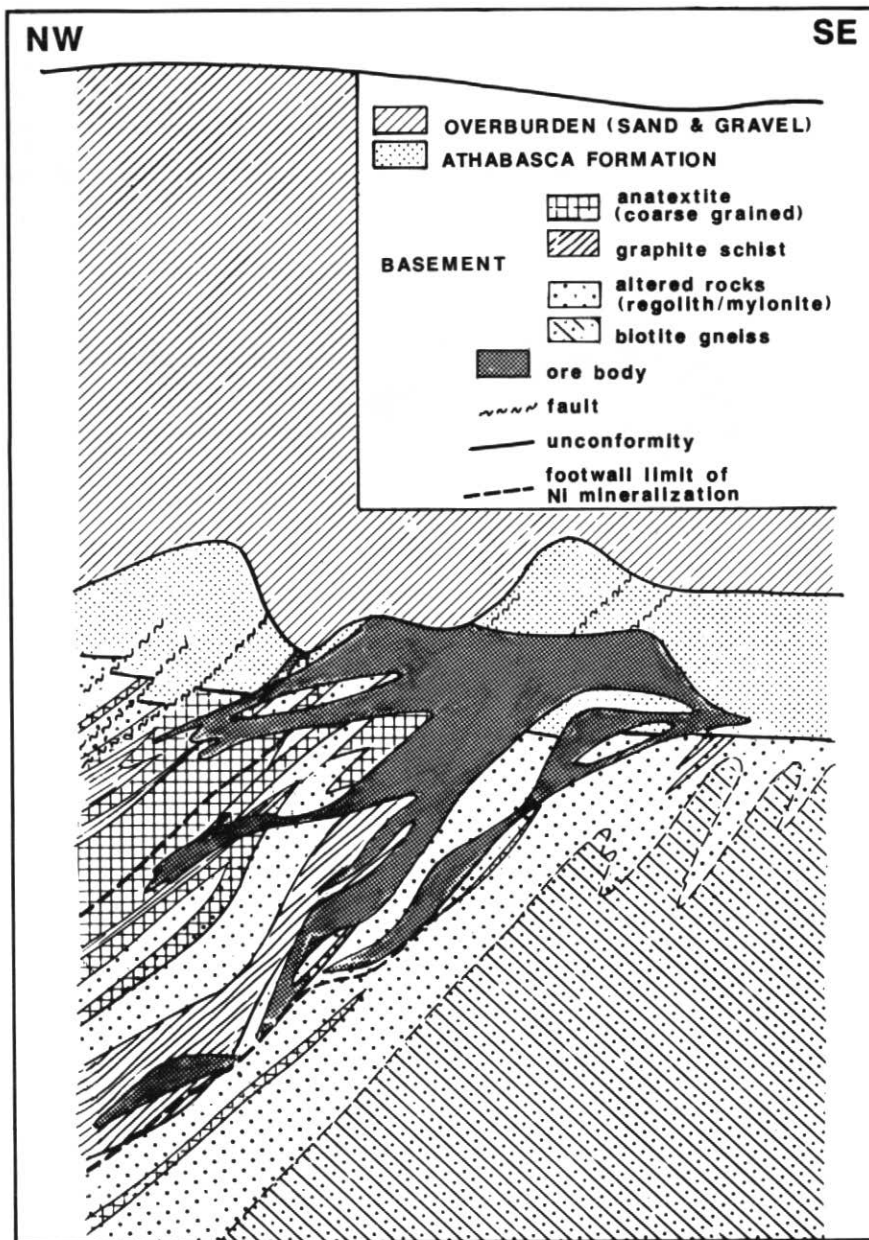 NW
SE
OVERBURDEN (SAND & GRAVEL)
ATHABASCA FORMATION
BASEMENT
anatextite
(coarse grained)
graphite schist
altered rocks
(regolith/mylonite)
biotite gneiss
ore body
fault
unconformity
footwall limit of
Ni mineralization